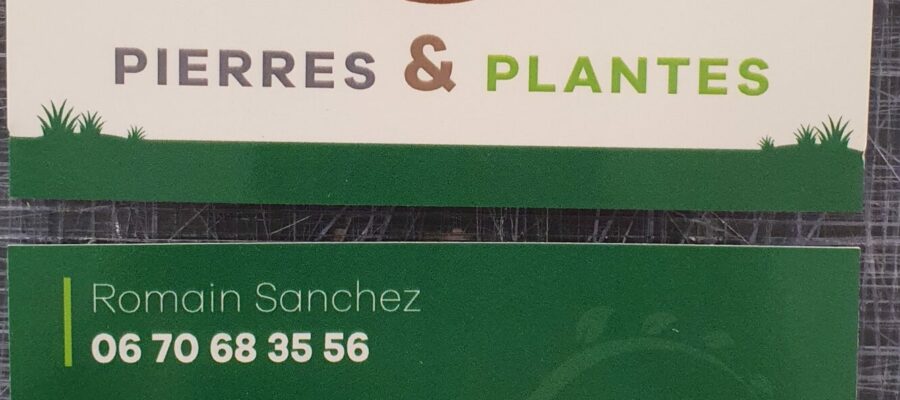 PIERRES & PLANTES
Romain Sanchez
06 70 68 35 56